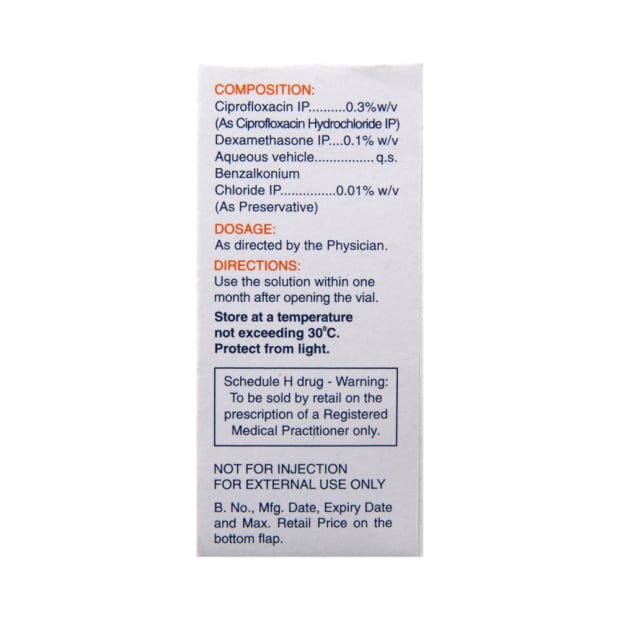 COMPOSITION:
Ciprofloxacin IP..........0.3%w/v
(As Ciprofloxacin Hydrochloride IP)
Dexamethasone IP....0.1% w/v
Aqueous vehicle................ q.s.
Benzalkonium
Chloride IP...............0.01% w/v
(As Preservative)
DOSAGE:
As directed by the Physician.
DIRECTIONS:
Use the solution within one
month after opening the vial.
Store at a temperature
not exceeding 30°C.
Protect from light.
Schedule H drug - Warning:
To be sold by retail on the
prescription of a Registered
Medical Practitioner only.
NOT FOR INJECTION
FOR EXTERNAL USE ONLY
B. No., Mfg. Date, Expiry Date
and Max. Retail Price on the
bottom flap.